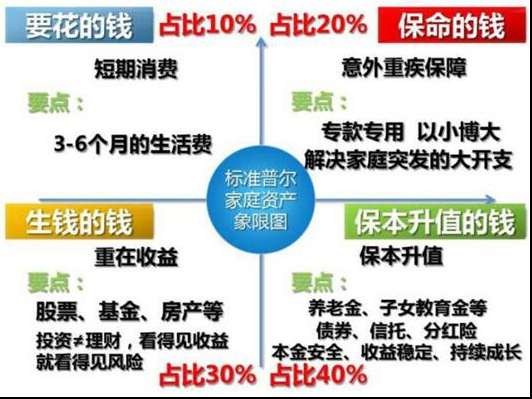 要花的钱 占比10%
占比20% 保命的钱
短期消费
意外重疾保障
要点：
要点：
3-6个月的生活费
专款专用 以小博大
解决家庭突发的大开支
标准普尔
家庭资产
象限图
生钱的钱
保本升值的钱
重在收益
保本升值
要点：
要点：
股票、基金、房产等
投资≠理财，看得见收益
就看得见风险
养老金、子女教育金等
债券、信托、分红险
本金安全、收益稳定、持续成长
占比30% 占比40%